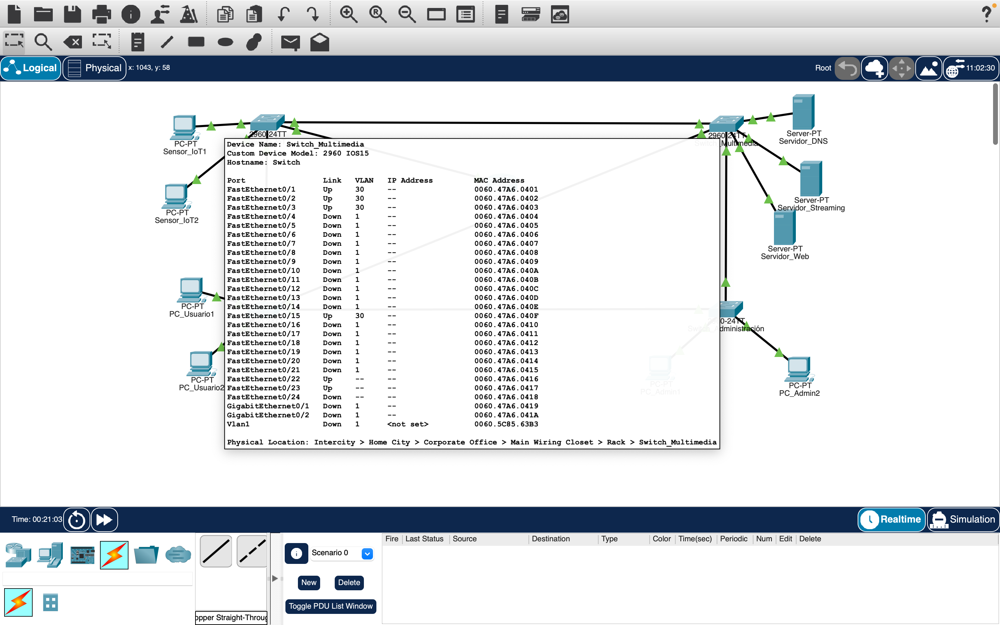 Logical
Physical
x: 1043, y: 58
Root
11:02:30
PC-PT
Sensor_IoT1
2960-24TT
2960-24TT
Switch_Multimedia
Server-PT
Servidor_DNS
PC-PT
Sensor_IoT2
Server-PT
Servidor_Streaming
Server-PT
Servidor_Web
PC-PT
PC_Usuario1
2960-24TT
Switch_Administración
PC-PT
PC_Usuario2
PC-PT
PC_Admin1
PC-PT
PC_Admin2
Device Name: Switch_Multimedia
Custom Device Model: 2960 IOS15
Hostname: Switch
Port Link VLAN IP Address MAC Address
FastEthernet0/1 Up 30 -- 0060.47A6.0401
FastEthernet0/2 Up 30 -- 0060.47A6.0402
FastEthernet0/3 Up 30 -- 0060.47A6.0403
FastEthernet0/4 Down 1 -- 0060.47A6.0404
FastEthernet0/5 Down 1 -- 0060.47A6.0405
FastEthernet0/6 Down 1 -- 0060.47A6.0406
FastEthernet0/7 Down 1 -- 0060.47A6.0407
FastEthernet0/8 Down 1 -- 0060.47A6.0408
FastEthernet0/9 Down 1 -- 0060.47A6.0409
FastEthernet0/10 Down 1 -- 0060.47A6.040A
FastEthernet0/11 Down 1 -- 0060.47A6.040B
FastEthernet0/12 Down 1 -- 0060.47A6.040C
FastEthernet0/13 Down 1 -- 0060.47A6.040D
FastEthernet0/14 Down 1 -- 0060.47A6.040E
FastEthernet0/15 Up 30 -- 0060.47A6.040F
FastEthernet0/16 Down 1 -- 0060.47A6.0410
FastEthernet0/17 Down 1 -- 0060.47A6.0411
FastEthernet0/18 Down 1 -- 0060.47A6.0412
FastEthernet0/19 Down 1 -- 0060.47A6.0413
FastEthernet0/20 Down 1 -- 0060.47A6.0414
FastEthernet0/21 Down 1 -- 0060.47A6.0415
FastEthernet0/22 Up -- -- 0060.47A6.0416
FastEthernet0/23 Up -- -- 0060.47A6.0417
FastEthernet0/24 Down -- -- 0060.47A6.0418
GigabitEthernet0/1 Down 1 -- 0060.47A6.0419
GigabitEthernet0/2 Down 1 -- 0060.47A6.041A
Vlan1 Down 1 <not set> 0060.5C85.63B3
Physical Location: Intercity > Home City > Corporate Office > Main Wiring Closet > Rack > Switch_Multimedia
Time: 00:21:03
Realtime
Simulation
Scenario 0
New
Delete
Toggle PDU List Window
Fire Last Status Source Destination Type Color Time(sec) Periodic Num Edit Delete
opper Straight-Throug